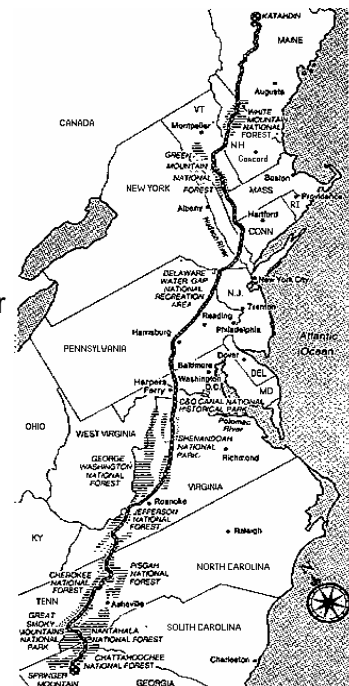 KATAHDIN
MAINE
Augusta
WHITE
MOUNTAIN
NATIONAL
FOREST
VT
Montpelier
CANADA
NH
Concord
GREEN
MOUNTAIN
NATIONAL
FOREST
Boston
NEW YORK
MASS
Providence
RI
Albany
Hartford
CONN
Hudson River
DELAWARE
WATER GAP
NATIONAL
RECREATION
AREA
New York City
N.J.
Trenton
Reading
Philadelphia
Harrisburg
Atlantic
Ocean
PENNSYLVANIA
Dover
Baltimore
DEL
Washington
D.C.
MD
Harpers
Ferry
C&O CANAL NATIONAL
HISTORICAL PARK
Potomac
River
OHIO
WEST VIRGINIA
SHENANDOAH
NATIONAL
PARK
GEORGE
WASHINGTON
NATIONAL
FOREST
Richmond
VIRGINIA
Roanoke
JEFFERSON
NATIONAL
FOREST
KY
Raleigh
PISGAH
NATIONAL
FOREST
NORTH CAROLINA
CHEROKEE
NATIONAL
FOREST
TENN
Asheville
GREAT
SMOKY
MOUNTAINS
NATIONAL
PARK
NANTAHALA
NATIONAL FOREST
SOUTH CAROLINA
CHATTAHOOCHEE
NATIONAL FOREST
Charleston
SPRINGER
MOUNTAIN
GEORGIA
N